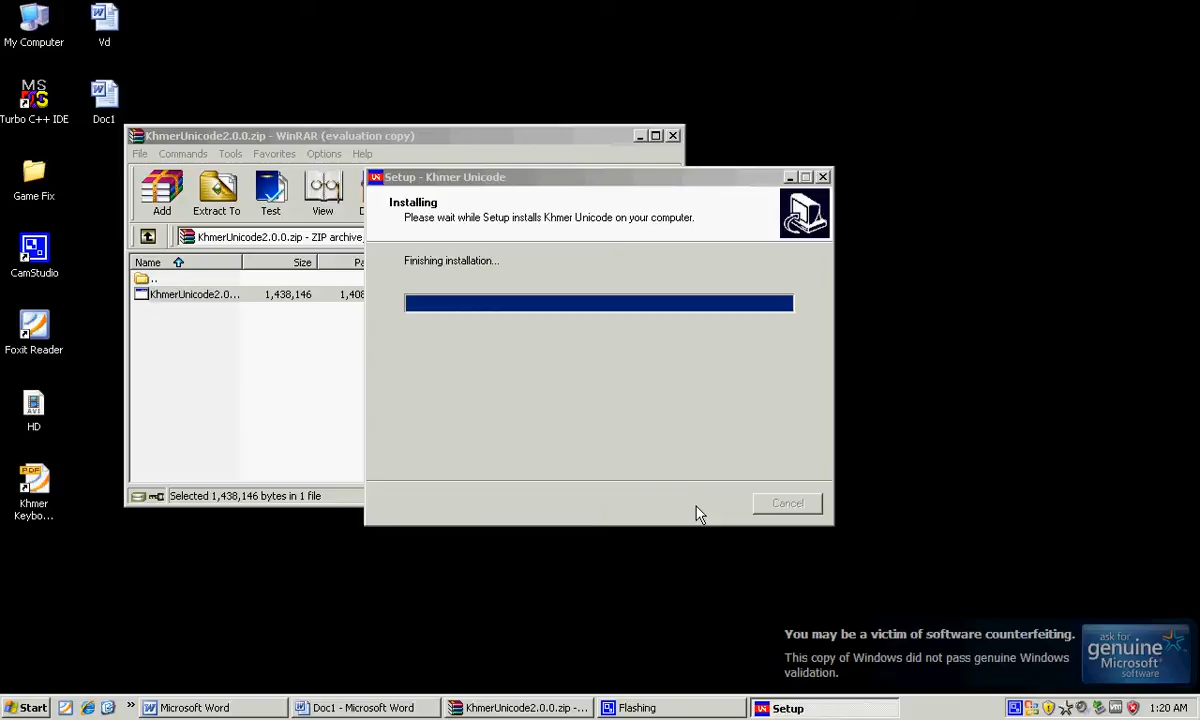 My Computer
Vd
Turbo C++ IDE
Doc1
Game Fix
CamStudio
Foxit Reader
HD
Khmer
Keybo...
KhmerUnicode2.0.0.zip - WinRAR (evaluation copy)
File Commands Tools Favorites Options Help
Add Extract To Test View
KhmerUnicode2.0.0.zip - ZIP archive,
Name Size Pa
..
KhmerUnicode2.0... 1,438,146 1,408
Selected 1,438,146 bytes in 1 file
Setup - Khmer Unicode
Installing
Please wait while Setup installs Khmer Unicode on your computer.
Finishing installation...
Cancel
You may be a victim of software counterfeiting.
This copy of Windows did not pass genuine Windows
validation.
ask for
genuine
Microsoft
software
Start » Microsoft Word Doc1 - Microsoft Word KhmerUnicode2.0.0.zip -... Flashing Setup 1:20 AM